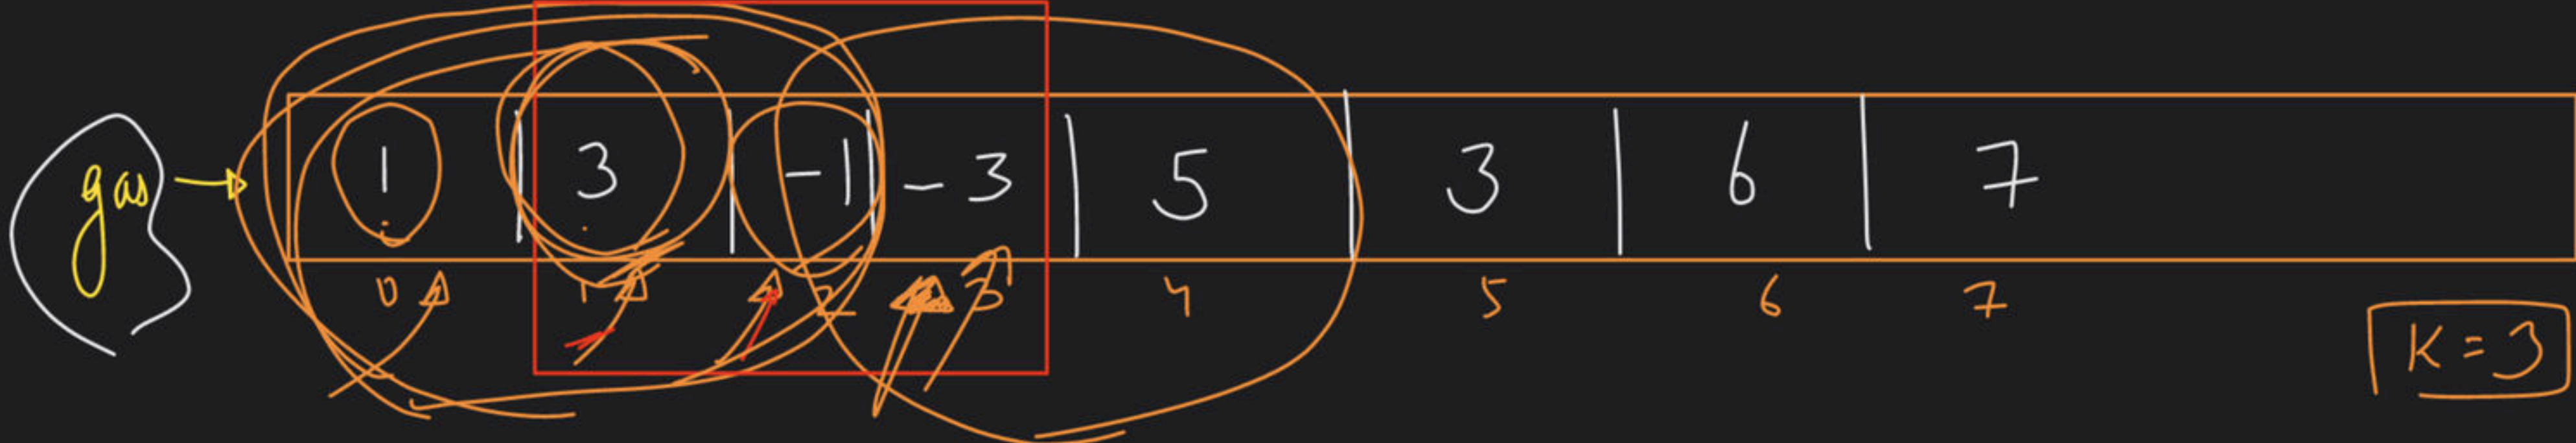 gas → 1 | 3 | -1 | -3 | 5 | 3 | 6 | 7
0 1 2 3 4 5 6 7
K = 3